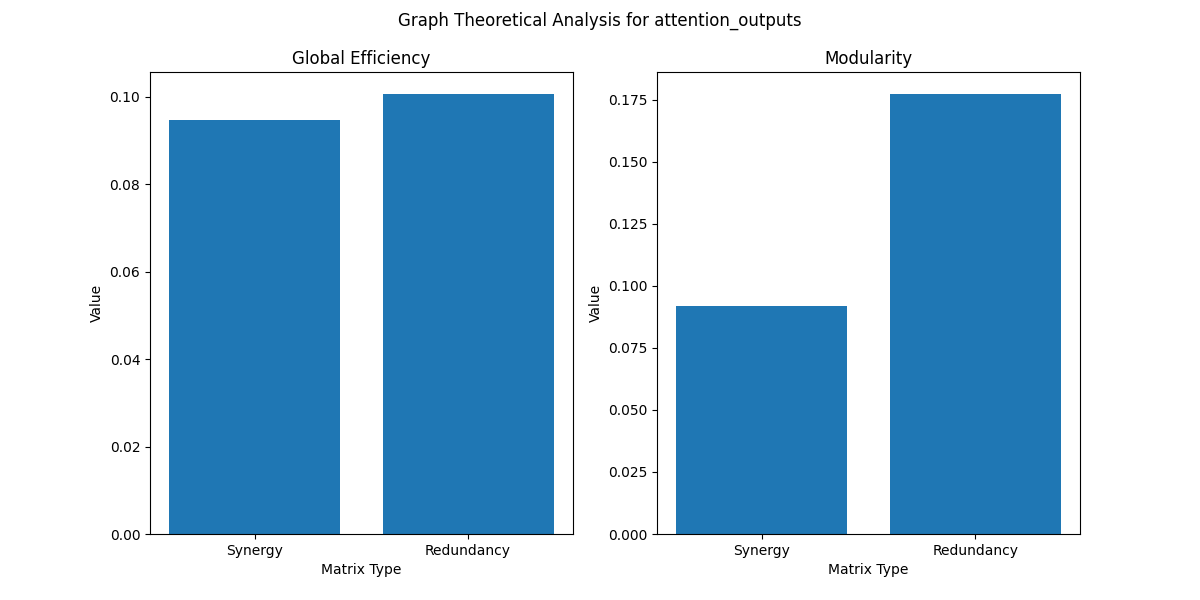 Graph Theoretical Analysis for attention_outputs
Global Efficiency
0.10
0.08
0.06
0.04
0.02
0.00
Value
Synergy
Redundancy
Matrix Type
Modularity
0.175
0.150
0.125
0.100
0.075
0.050
0.025
0.000
Value
Synergy
Redundancy
Matrix Type